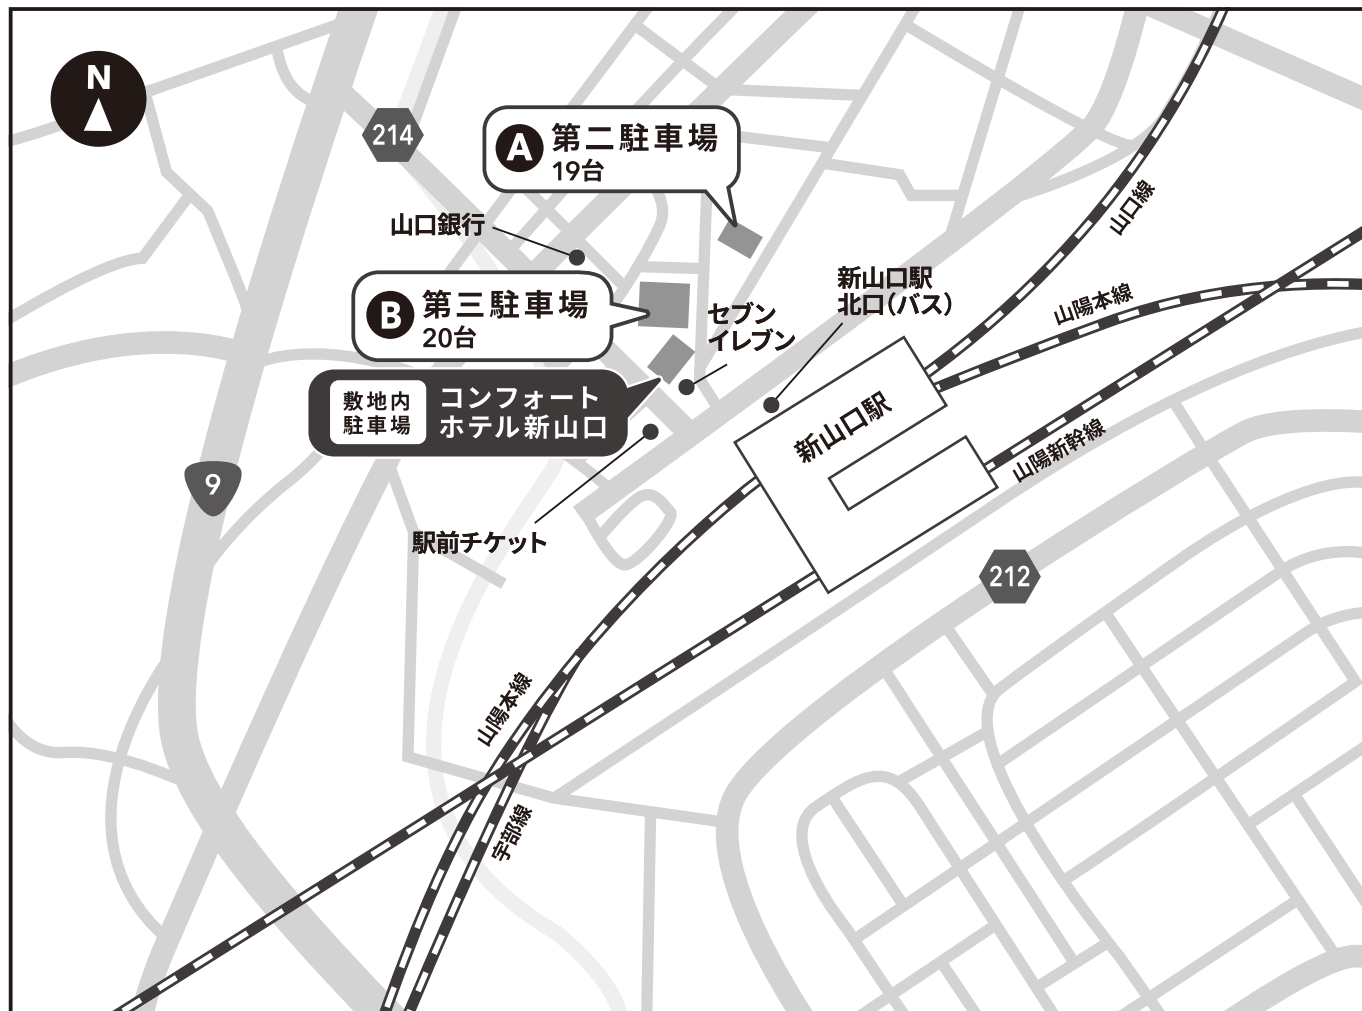 N
214
A
第二駐車場
19台
山口銀行
山口線
新山口駅
北口(バス)
B
第三駐車場
20台
セブン
イレブン
山陽本線
敷地内
駐車場
コンフォート
ホテル新山口
新山口駅
山陽新幹線
9
駅前チケット
212
山陽本線
宇部線